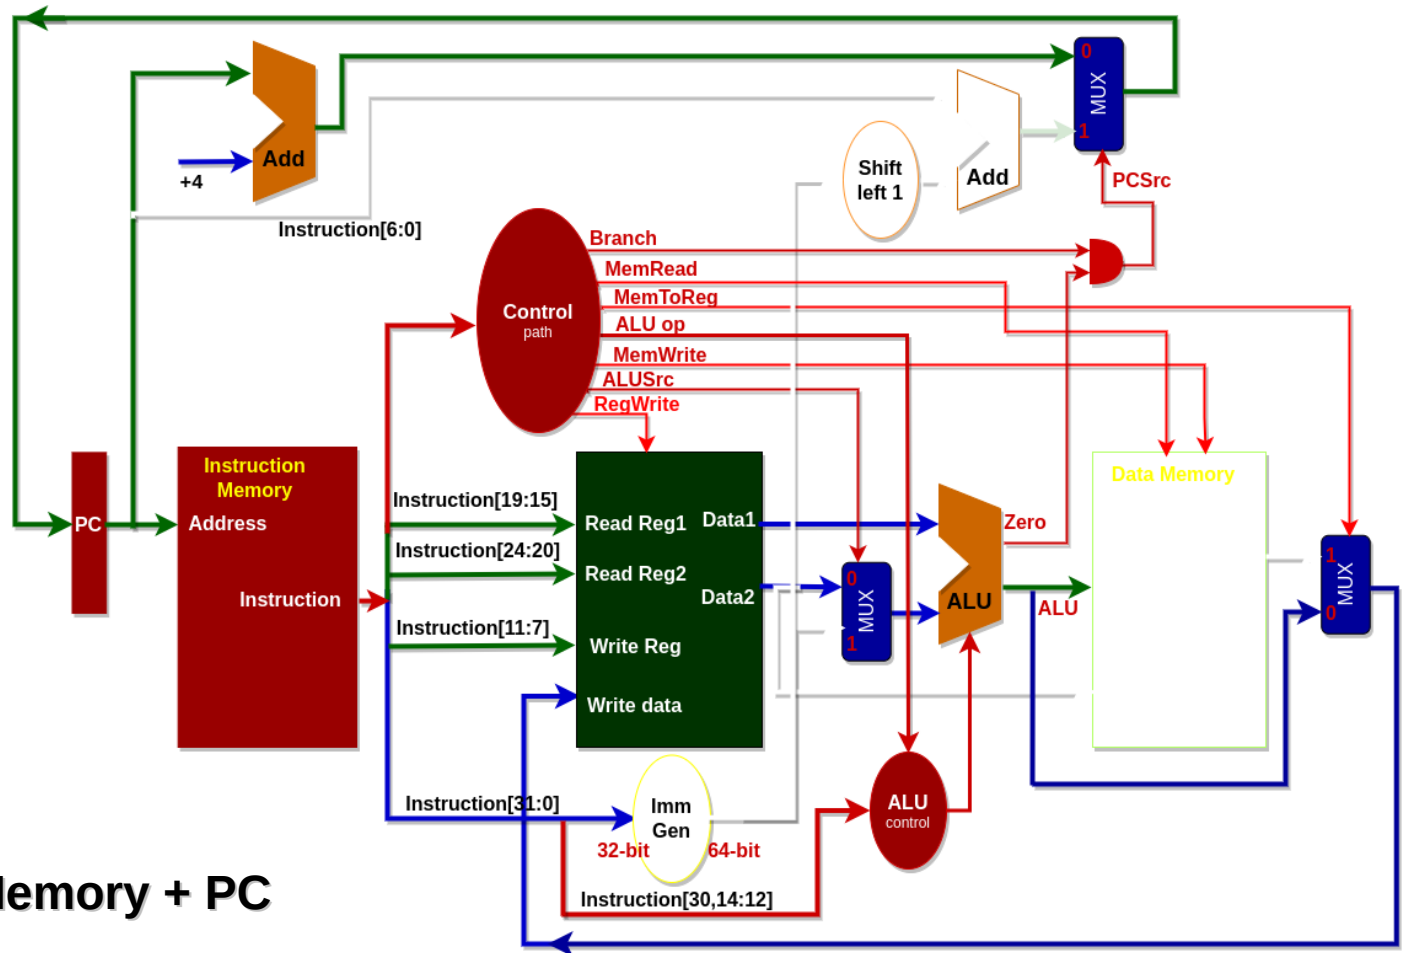 0
MUX
1
Add
+4
Shift
left 1
Add
PCSrc
Instruction[6:0]
Branch
MemRead
MemToReg
ALU op
MemWrite
ALUSrc
RegWrite
Control
path
Instruction
Memory
Address
Instruction
PC
Instruction[19:15]
Instruction[24:20]
Instruction[11:7]
Read Reg1
Data1
Read Reg2
Data2
Write Reg
Write data
0
MUX
1
Zero
ALU
ALU
Data Memory
1
MUX
0
Instruction[31:0]
Imm
Gen
32-bit
64-bit
ALU
control
Instruction[30,14:12]
emory + PC